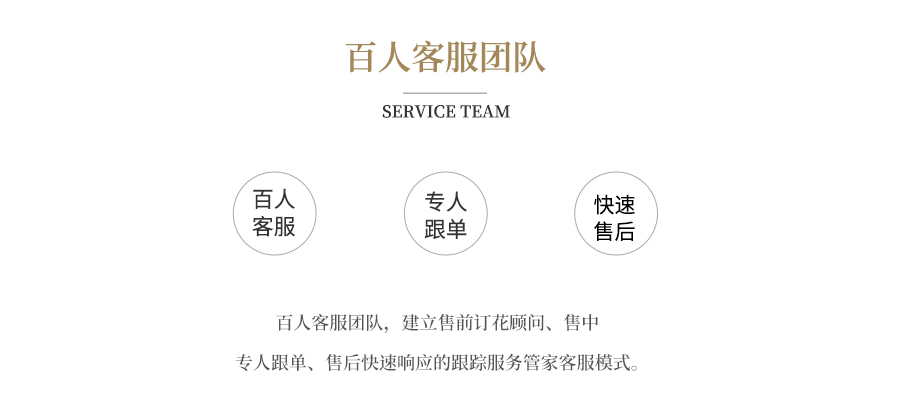 百人客服团队
SERVICE TEAM
百人
客服
专人
跟单
快速
售后
百人客服团队，建立售前订花顾问、售中
专人跟单、售后快速响应的跟踪服务管家客服模式。